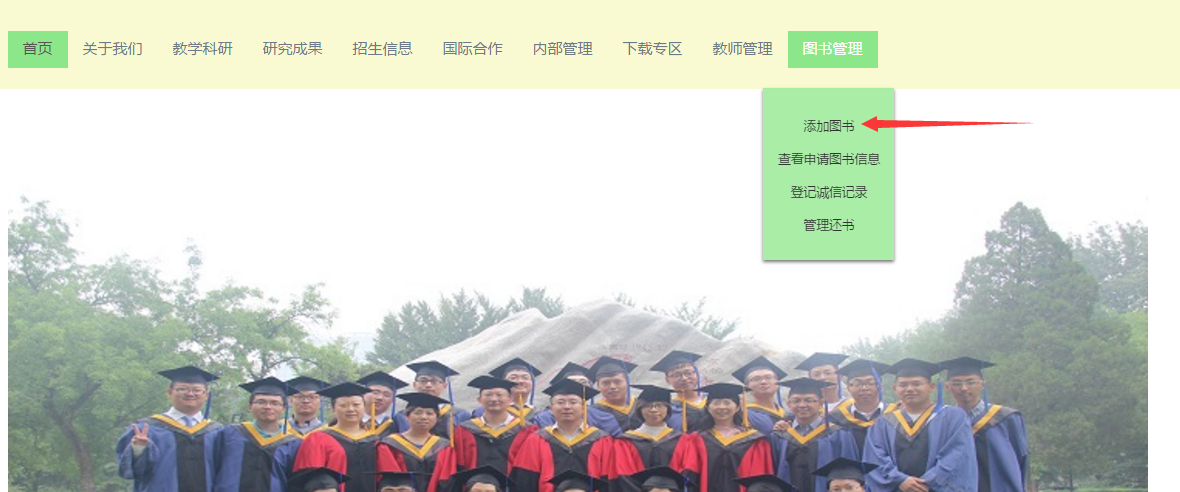 首页 关于我们 教学科研 研究成果 招生信息 国际合作 内部管理 下载专区 教师管理 图书管理
添加图书
查看申请图书信息
登记诚信记录
管理还书